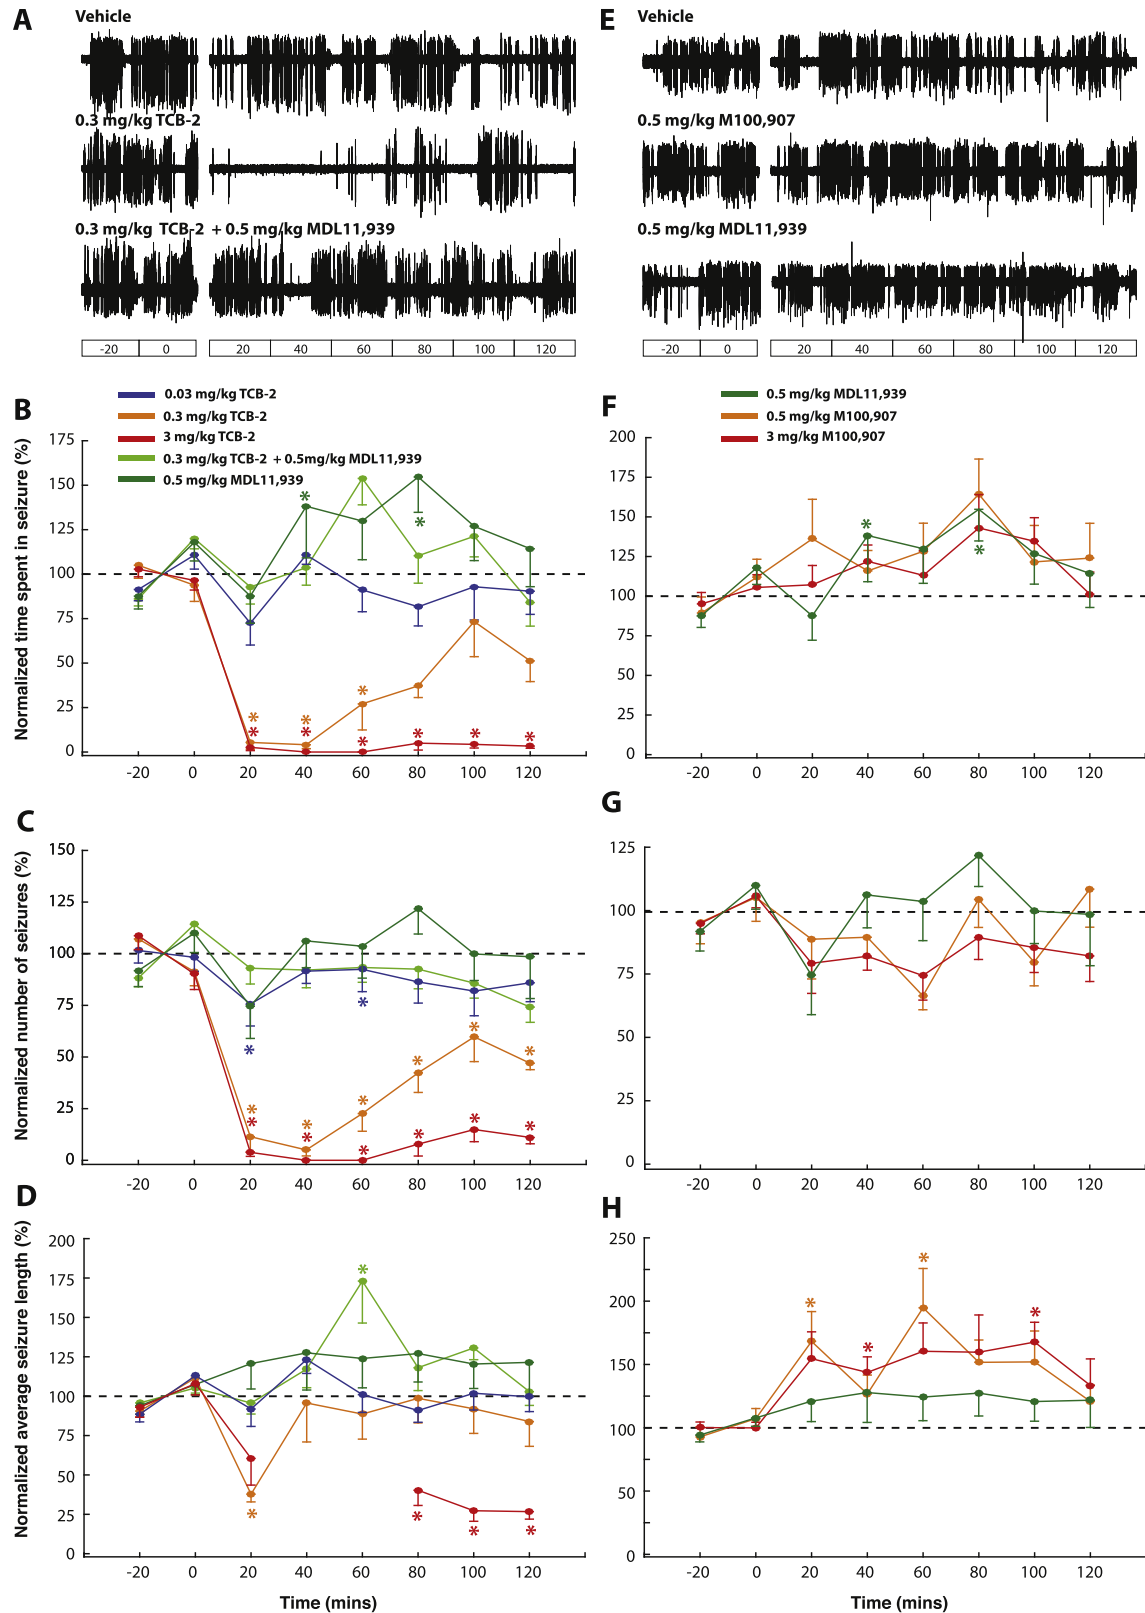 A
Vehicle
0.3 mg/kg TCB-2
0.3 mg/kg TCB-2 + 0.5 mg/kg MDL11,939
-20 0 20 40 60 80 100 120
E
Vehicle
0.5 mg/kg M100,907
0.5 mg/kg MDL11,939
-20 0 20 40 60 80 100 120
B
0.03 mg/kg TCB-2
0.3 mg/kg TCB-2
3 mg/kg TCB-2
0.3 mg/kg TCB-2 + 0.5mg/kg MDL11,939
0.5 mg/kg MDL11,939
Normalized time spent in seizure (%)
175
150
125
100
75
50
25
0
-20 0 20 40 60 80 100 120
F
0.5 mg/kg MDL11,939
0.5 mg/kg M100,907
3 mg/kg M100,907
200
175
150
125
100
75
50
25
0
-20 0 20 40 60 80 100 120
C
Normalized number of seizures (%)
150
125
100
75
50
25
0
-20 0 20 40 60 80 100 120
G
125
100
75
50
25
0
-20 0 20 40 60 80 100 120
D
Normalized average seizure length (%)
200
175
150
125
100
75
50
25
0
-20 0 20 40 60 80 100 120
Time (mins)
H
250
200
150
100
50
0
-20 0 20 40 60 80 100 120
Time (mins)